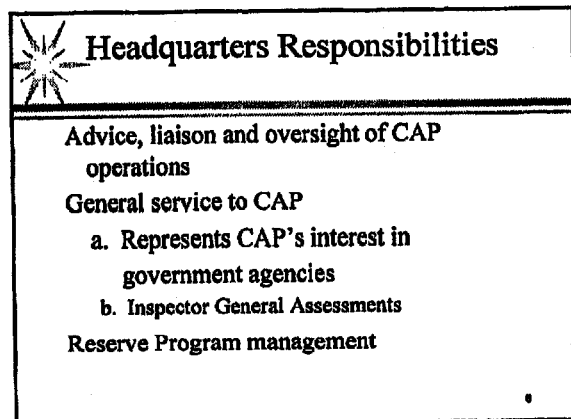 Headquarters Responsibilities
Advice, liaison and oversight of CAP
operations
General service to CAP
a. Represents CAP's interest in
government agencies
b. Inspector General Assessments
Reserve Program management